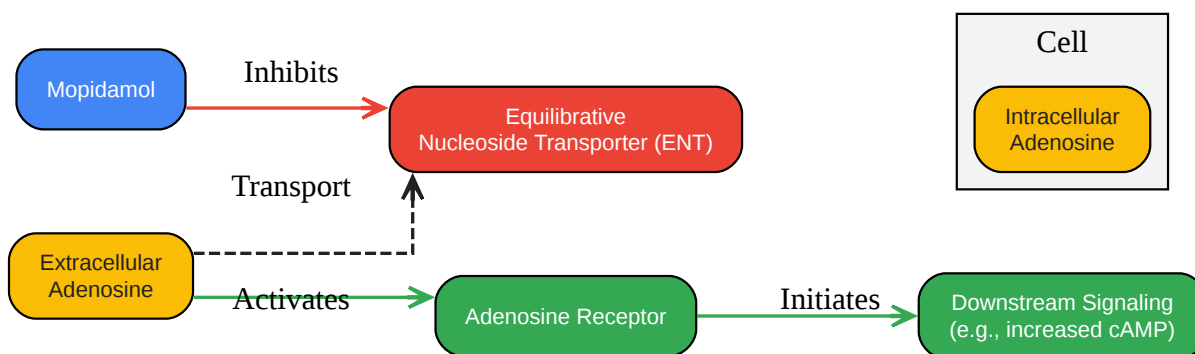 Mopidamol
Inhibits
Equilibrative
Nucleoside Transporter (ENT)
Cell
Intracellular
Adenosine
Transport
Extracellular
Adenosine
Activates
Adenosine Receptor
Initiates
Downstream Signaling
(e.g., increased cAMP)